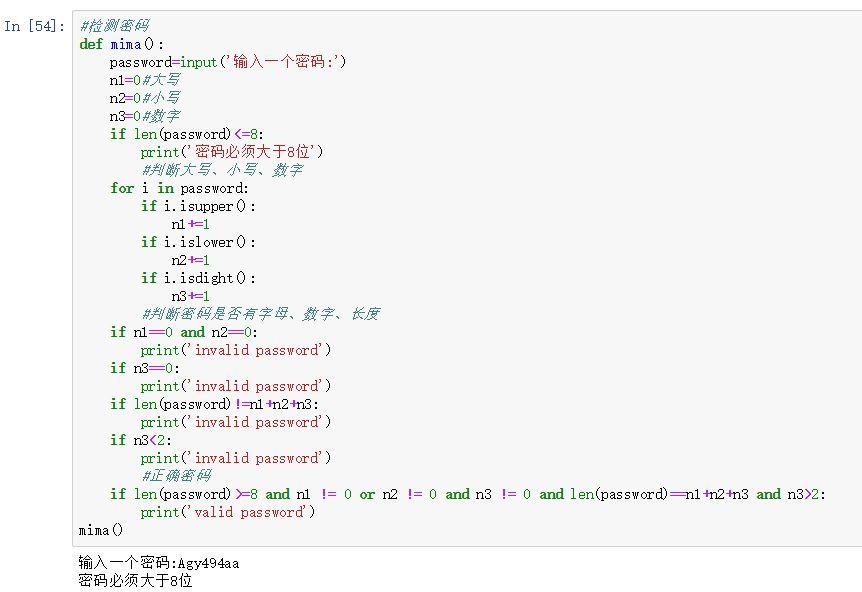 In [54]:
#检测密码
def mima():
    password=input('输入一个密码:')
    n1=0#大写
    n2=0#小写
    n3=0#数字
    if len(password)<=8:
        print('密码必须大于8位')
        #判断大写、小写、数字
    for i in password:
        if i.isupper():
            n1+=1
        if i.islower():
            n2+=1
        if i.isdight():
            n3+=1
        #判断密码是否有字母、数字、长度
    if n1==0 and n2==0:
        print('invalid password')
    if n3==0:
        print('invalid password')
    if len(password)!=n1+n2+n3:
        print('invalid password')
    if n3<2:
        print('invalid password')
        #正确密码
    if len(password)>=8 and n1 != 0 or n2 != 0 and n3 != 0 and len(password)==n1+n2+n3 and n3>2:
        print('valid password')
mima()
输入一个密码:Agy494aa
密码必须大于8位